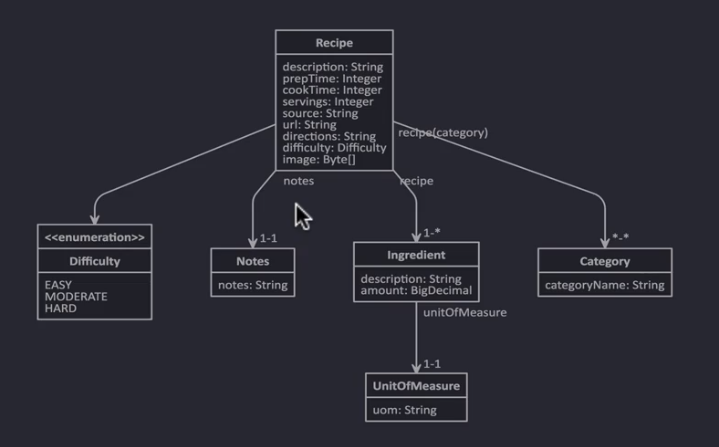 Recipe
description: String
prepTime: Integer
cookTime: Integer
servings: Integer
source: String
url: String
directions: String
difficulty: Difficulty
image: Byte[]
recipe(category)
notes
recipe
1-1
1-*
*-*
<<enumeration>>
Difficulty
EASY
MODERATE
HARD
Notes
notes: String
Ingredient
description: String
amount: BigDecimal
Category
categoryName: String
unitOfMeasure
1-1
UnitOfMeasure
uom: String